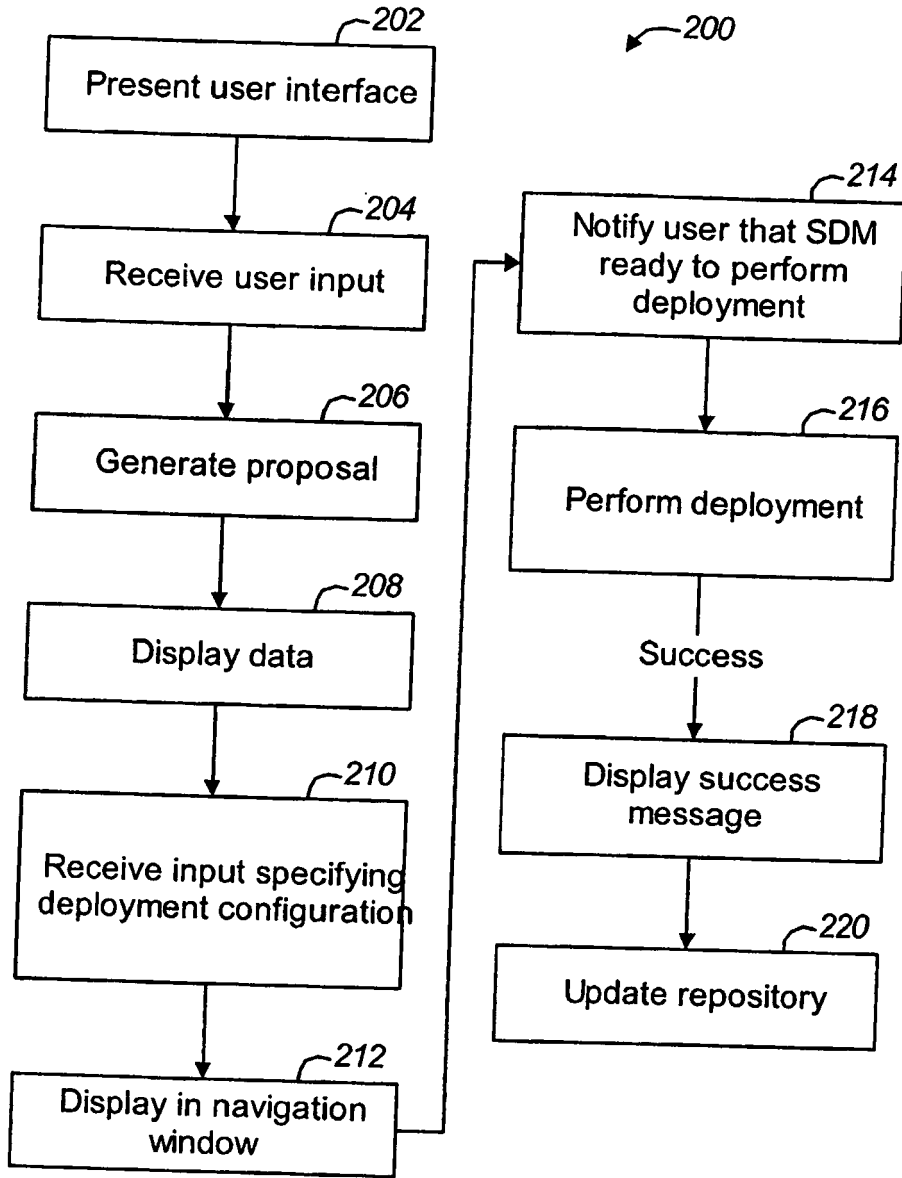 202
Present user interface
204
Receive user input
206
Generate proposal
208
Display data
210
Receive input specifying
deployment configuration
212
Display in navigation
window
200
214
Notify user that SDM
ready to perform
deployment
216
Perform deployment
Success
218
Display success
message
220
Update repository